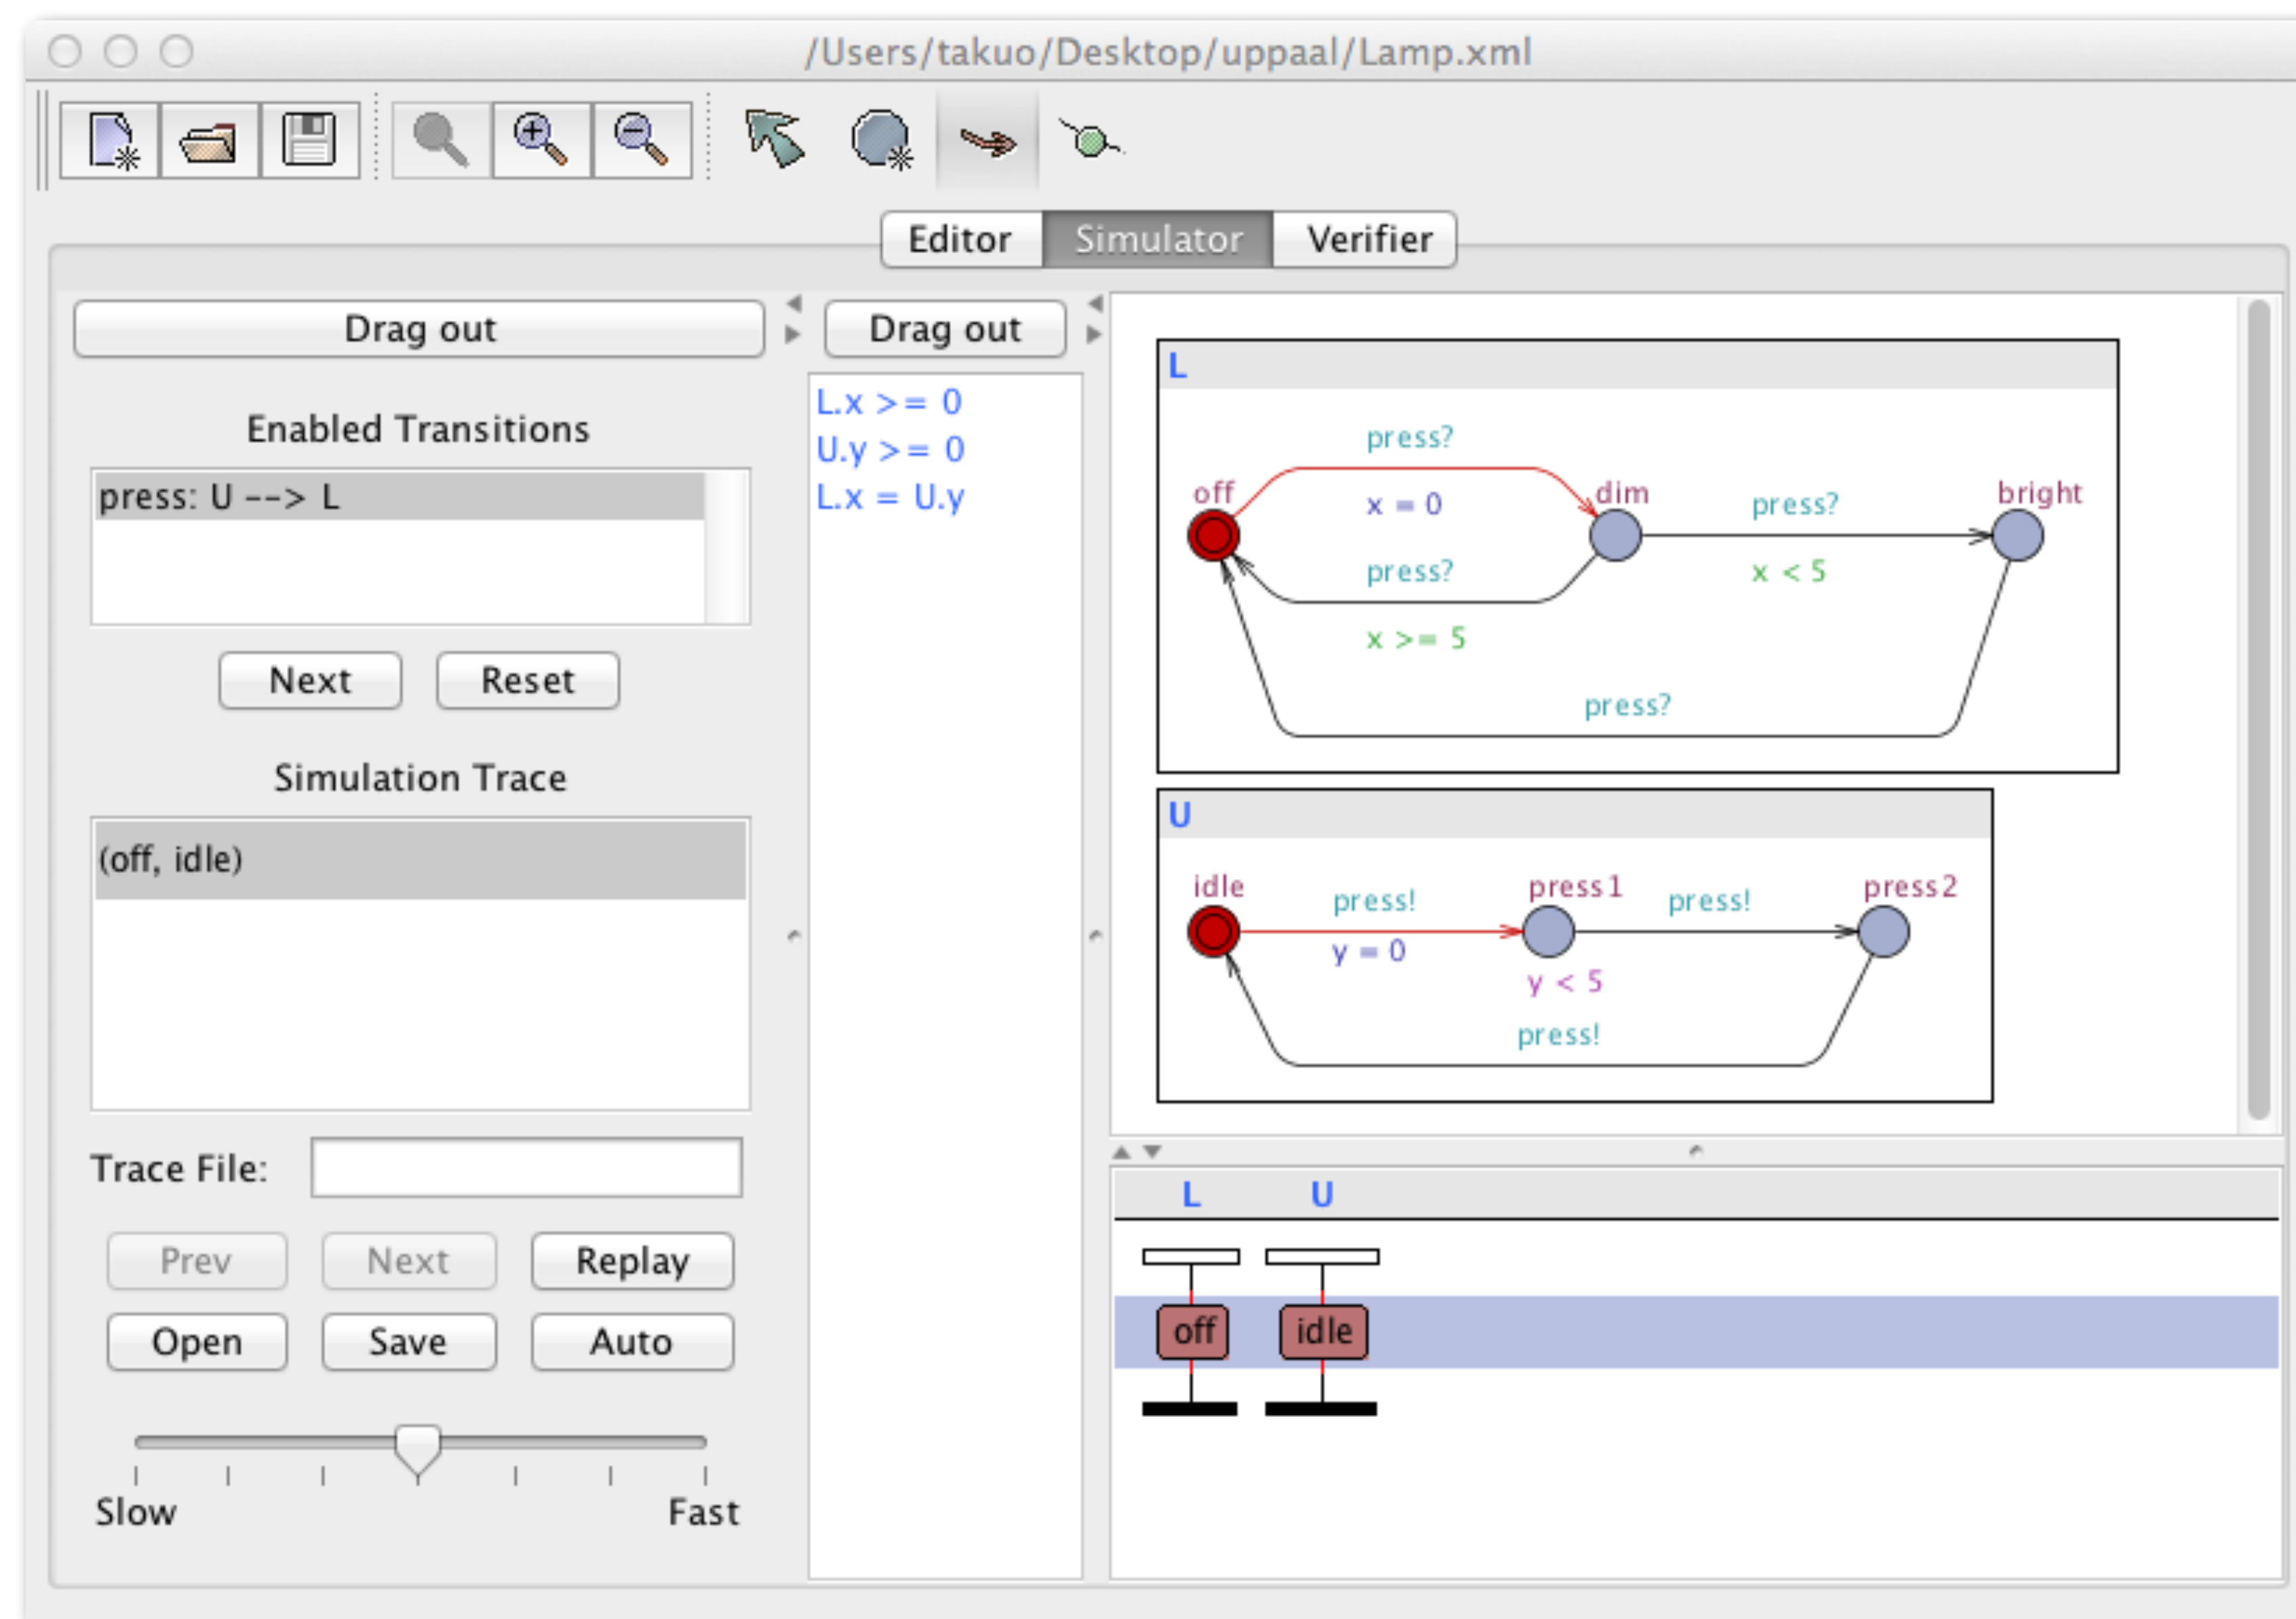 /Users/takuo/Desktop/uppaal/Lamp.xml
Editor Simulator Verifier
Drag out
Enabled Transitions
press: U --> L
Next Reset
Simulation Trace
(off, idle)
Trace File:
Prev Next Replay
Open Save Auto
Slow Fast
Drag out
L.x >= 0
U.y >= 0
L.x = U.y
L
press?
off
x = 0
dim
press?
bright
press?
x < 5
x >= 5
press?
U
idle
press!
y = 0
press1
press!
press2
y < 5
press!
L U
off idle